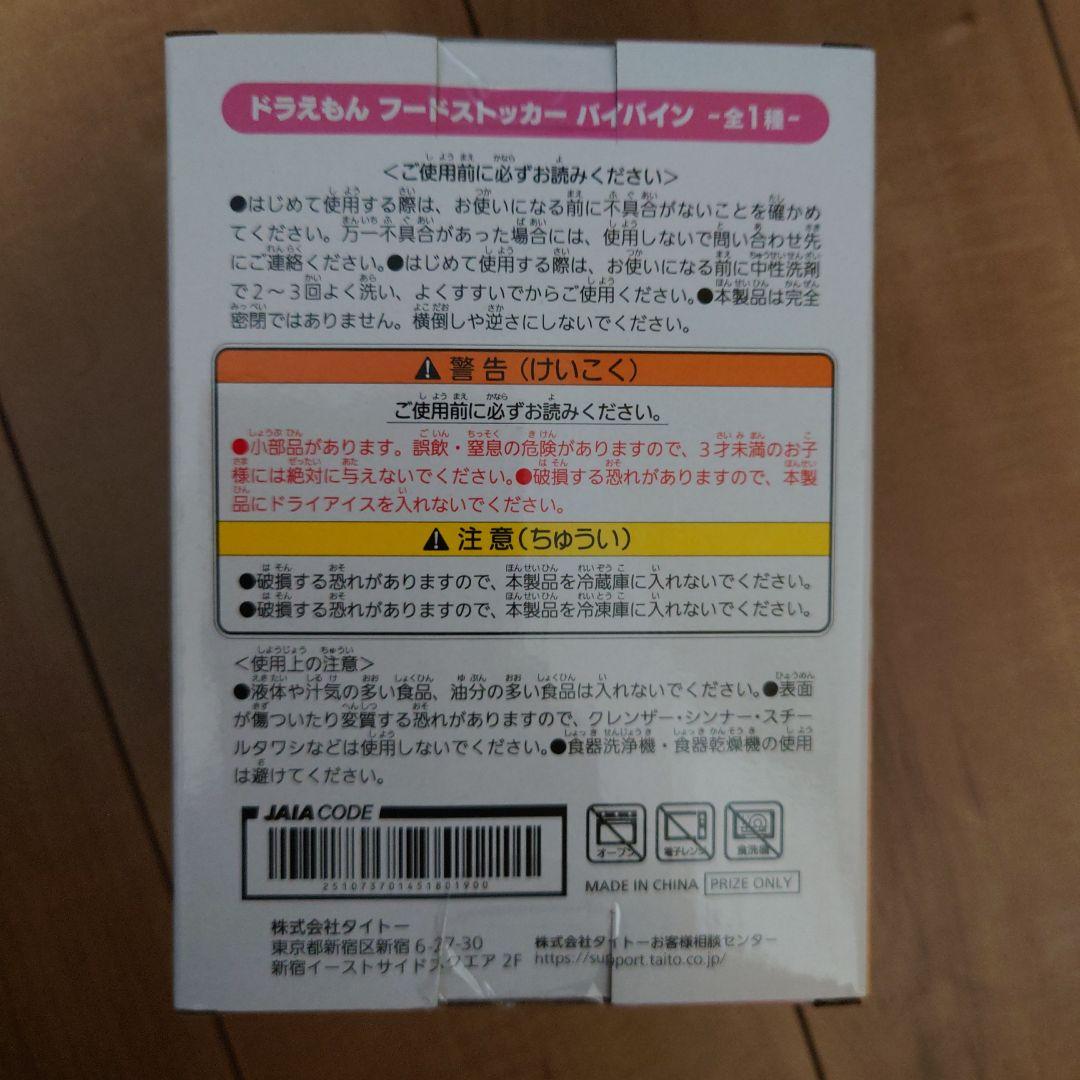 ドラえもん フードストッカー バイバイン ~全1種~
<ご使用前に必ずお読みください>
●はじめて使用する際は、お使いになる前に不具合がないことを確かめ
てください。万一不具合があった場合には、使用しないで問い合わせ先
にご連絡ください。●はじめて使用する際は、お使いになる前に中性洗剤
で2〜3回よく洗い、よくすすいでからご使用ください。●本製品は完全
密閉ではありません。横倒しや逆さにしないでください。
⚠警告(けいこく)
ご使用前に必ずお読みください。
●小部品があります。誤飲・窒息の危険がありますので、3才未満のお子
様には絶対に与えないでください。●破損する恐れがありますので、本製
品にドライアイスを入れないでください。
⚠注意(ちゅうい)
●破損する恐れがありますので、本製品を冷蔵庫に入れないでください。
●破損する恐れがありますので、本製品を冷凍庫に入れないでください。
<使用上の注意>
●液体や汁気の多い食品、油分の多い食品は入れないでください。●表面
が傷ついたり変質する恐れがありますので、クレンザー・シンナー・スチー
ルタワシなどは使用しないでください。●食器洗浄機・食器乾燥機の使用
は避けてください。
JAIA CODE
251073701451801900
オーブン 電子レンジ 食洗機
MADE IN CHINA PRIZE ONLY
株式会社タイトー
東京都新宿区新宿 6-27-30
新宿イーストサイドスクエア 2F
株式会社タイトーお客様相談センター
https://support.taito.co.jp/